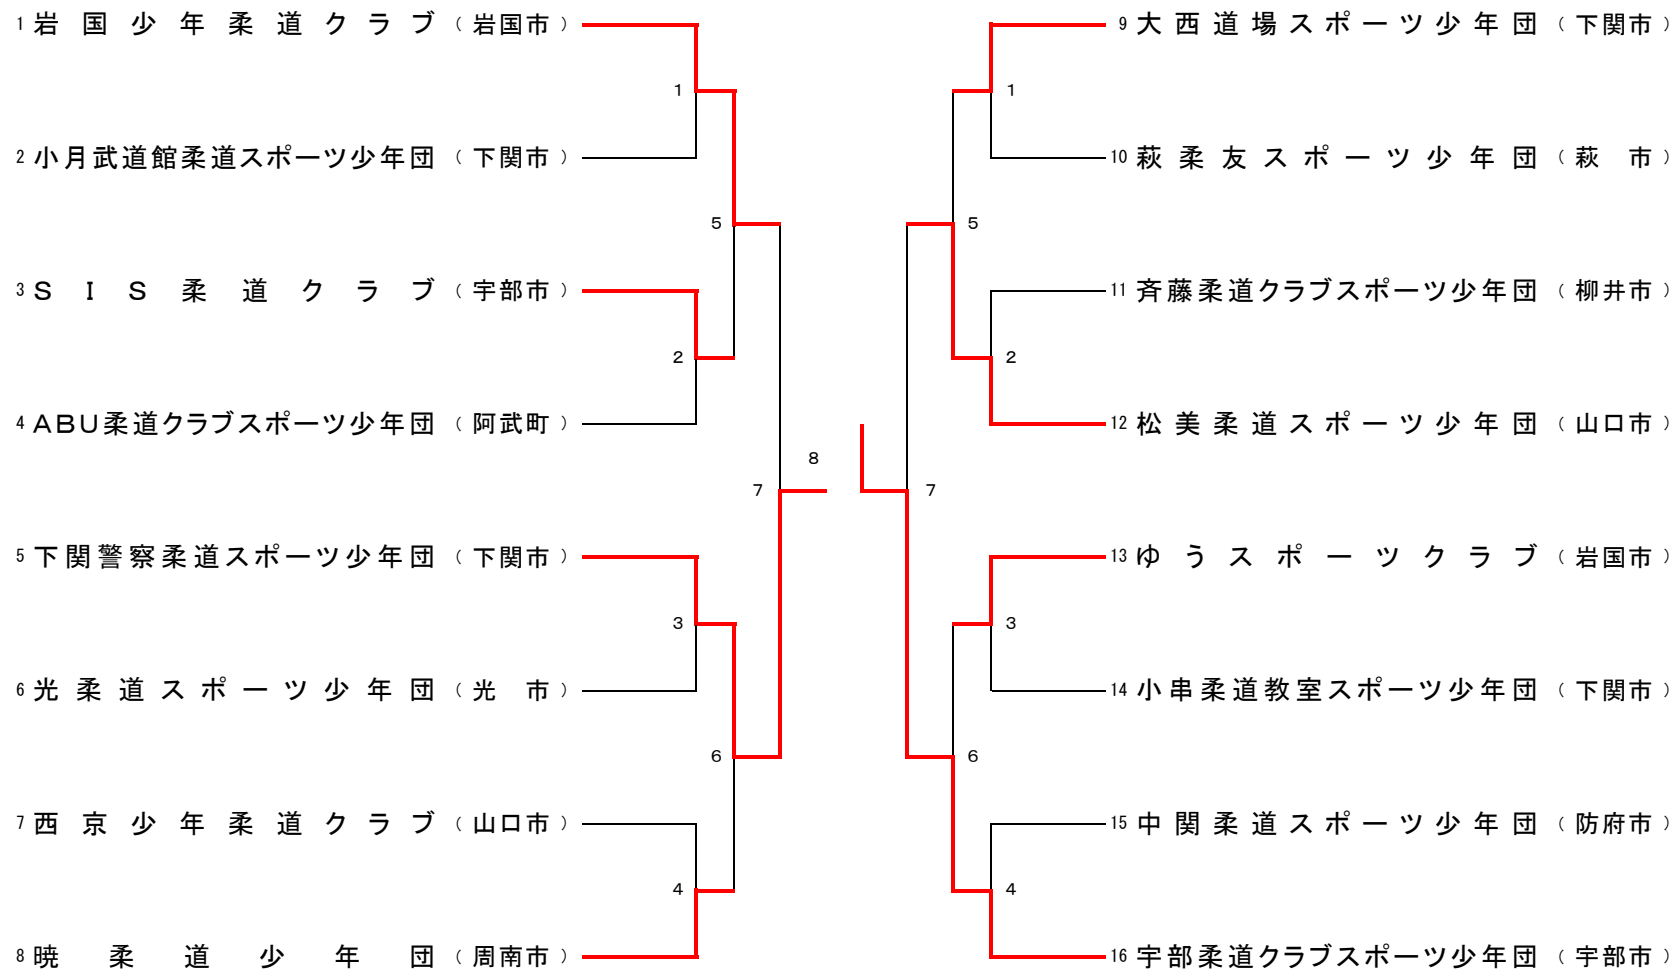 1 岩国少年柔道クラブ（岩国市）
1
2 小月武道館柔道スポーツ少年団（下関市）
5
3 ＳＩＳ柔道クラブ（宇部市）
2
4 ＡＢＵ柔道クラブスポーツ少年団（阿武町）
7
8
5 下関警察柔道スポーツ少年団（下関市）
3
6 光柔道スポーツ少年団（光市）
6
7 西京少年柔道クラブ（山口市）
4
8 暁柔道少年団（周南市）
9 大西道場スポーツ少年団（下関市）
1
10 萩柔友スポーツ少年団（萩市）
5
11 斉藤柔道クラブスポーツ少年団（柳井市）
2
12 松美柔道スポーツ少年団（山口市）
7
13 ゆうスポーツクラブ（岩国市）
3
14 小串柔道教室スポーツ少年団（下関市）
6
15 中関柔道スポーツ少年団（防府市）
4
16 宇部柔道クラブスポーツ少年団（宇部市）